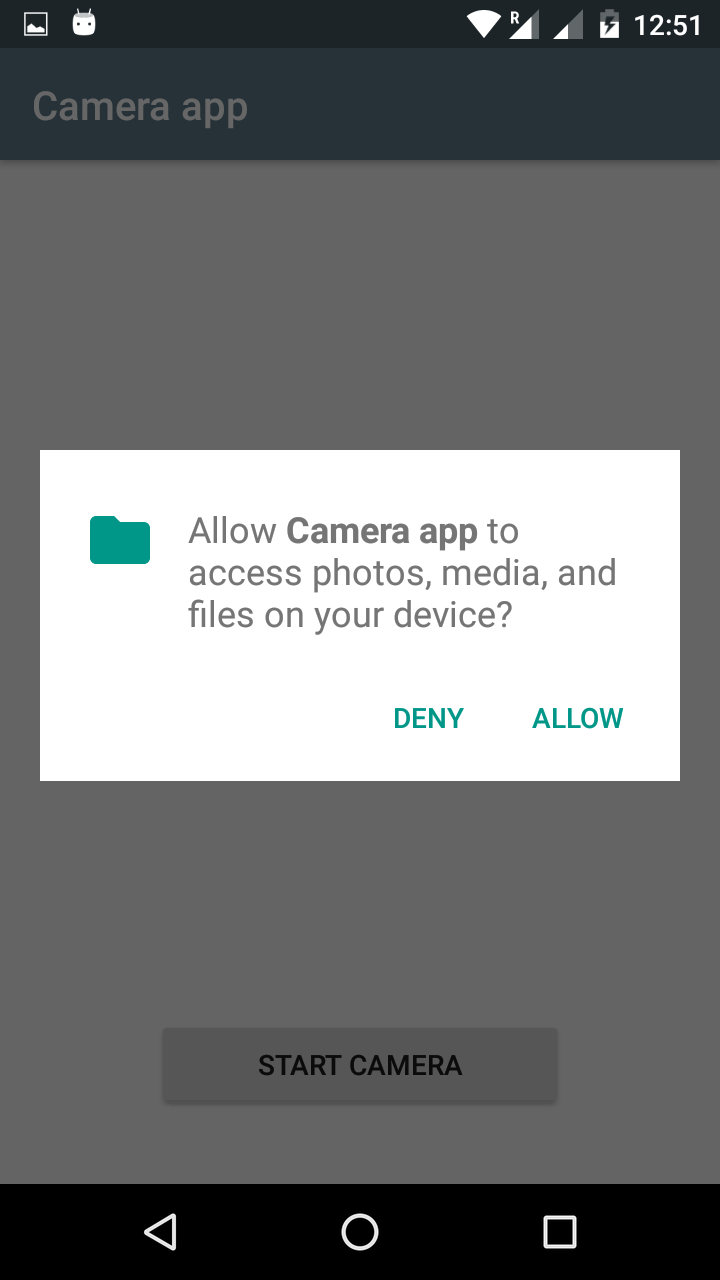 R 12:51
Camera app
Allow Camera app to
access photos, media, and
files on your device?
DENY ALLOW
START CAMERA